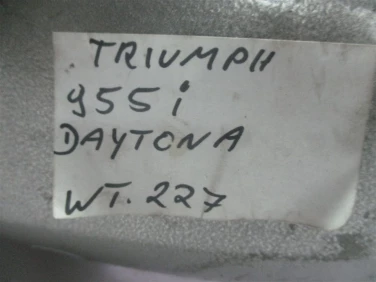 TRIUMPH
955i
DAYTONA
WT. 227